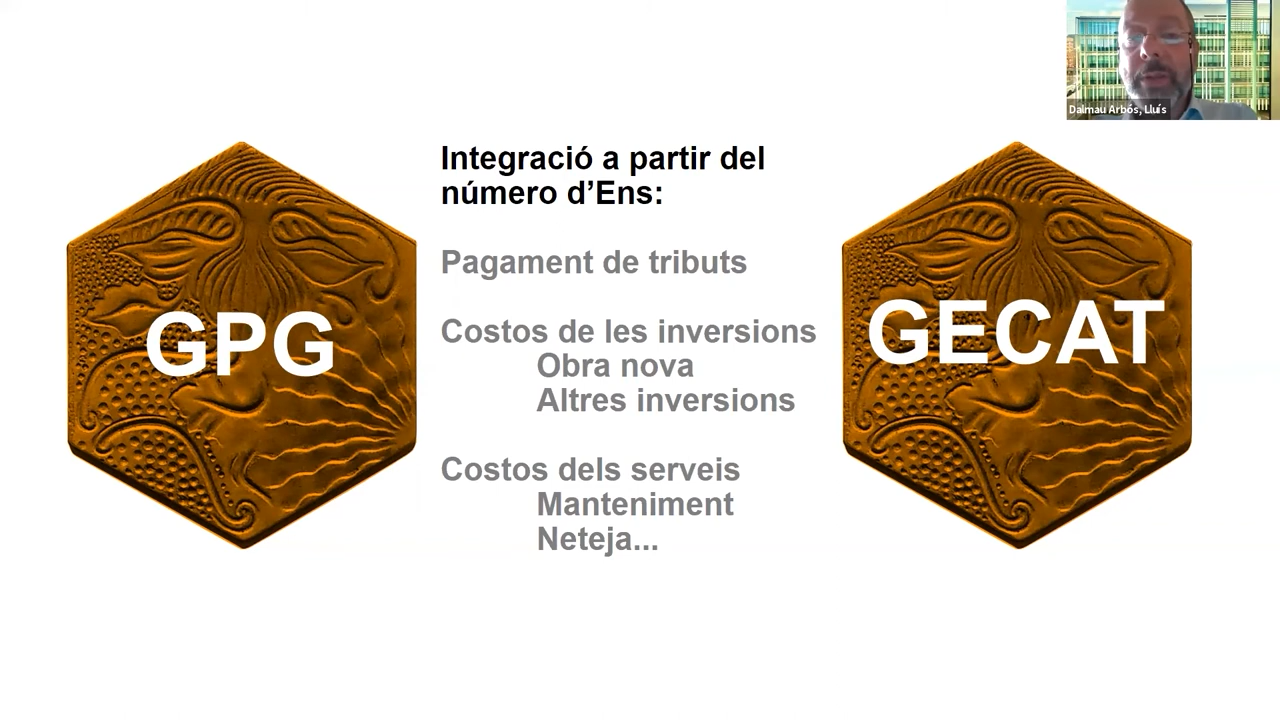 Dalmau Arbós, Lluís
Integració a partir del
número d’Ens:
Pagament de tributs
Costos de les inversions
Obra nova
Altres inversions
Costos dels serveis
Manteniment
Neteja...
GPG
GECAT